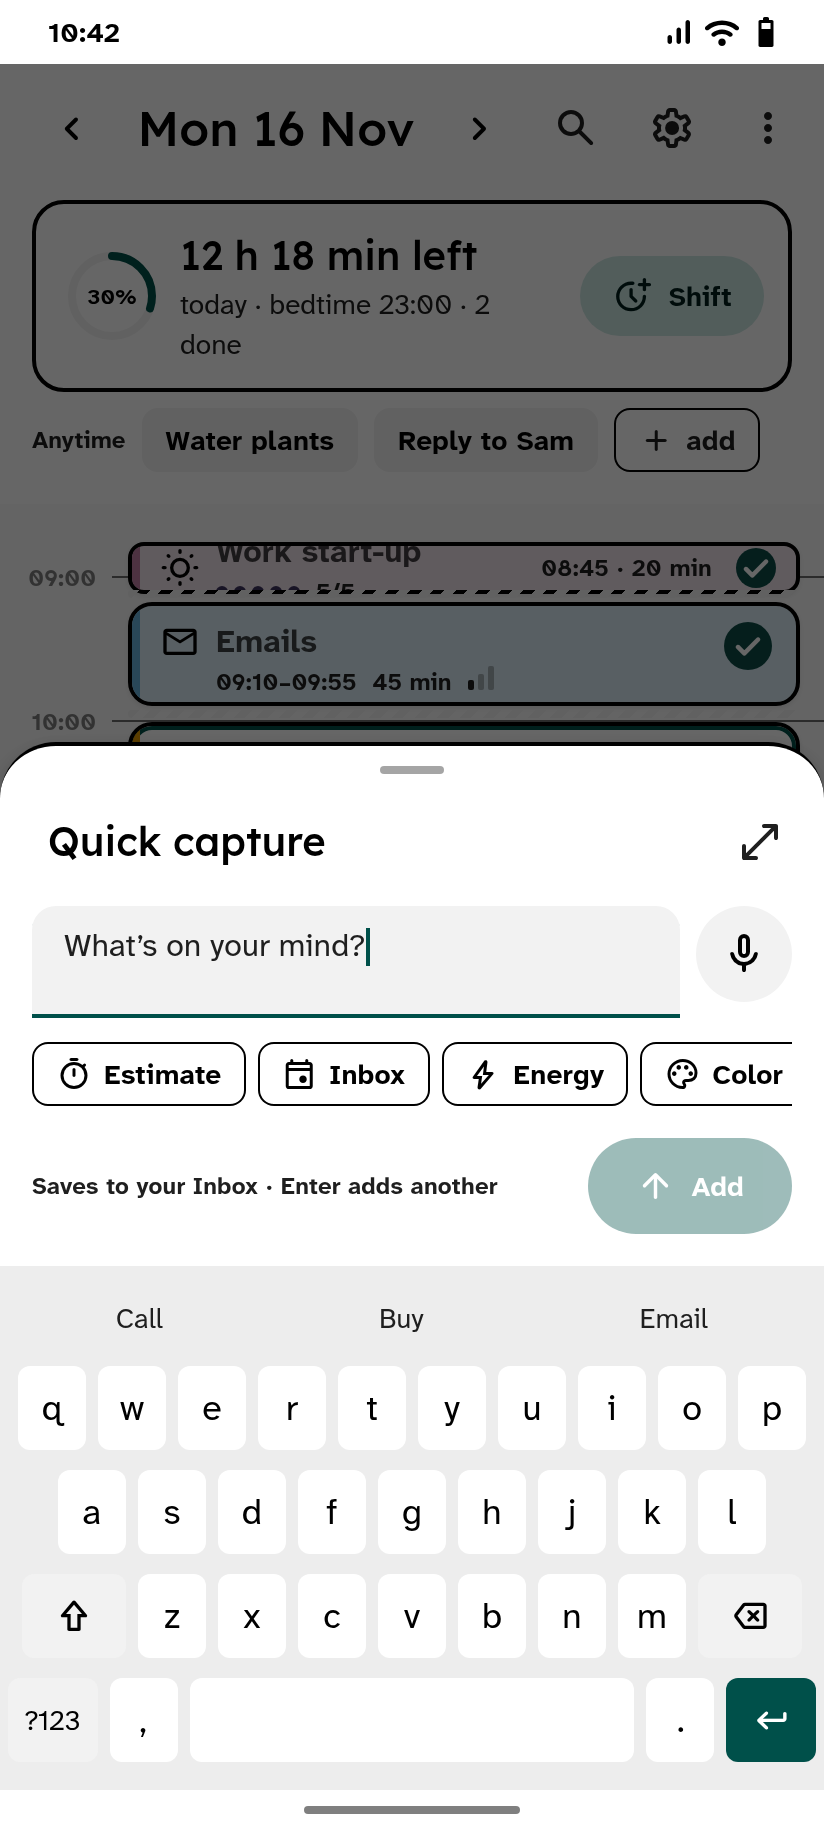 10:42
Mon 16 Nov
30%
12 h 18 min left
today · bedtime 23:00 · 2
done
Shift
Anytime
Water plants
Reply to Sam
add
09:00
Work start-up
08:45 · 20 min
5/5
Emails
09:10–09:55 45 min
10:00
Quick capture
What’s on your mind?
Estimate
Inbox
Energy
Color
Saves to your Inbox · Enter adds another
Add
Call Buy Email
q w e r t y u i o p
a s d f g h j k l
z x c v b n m
?123 , .